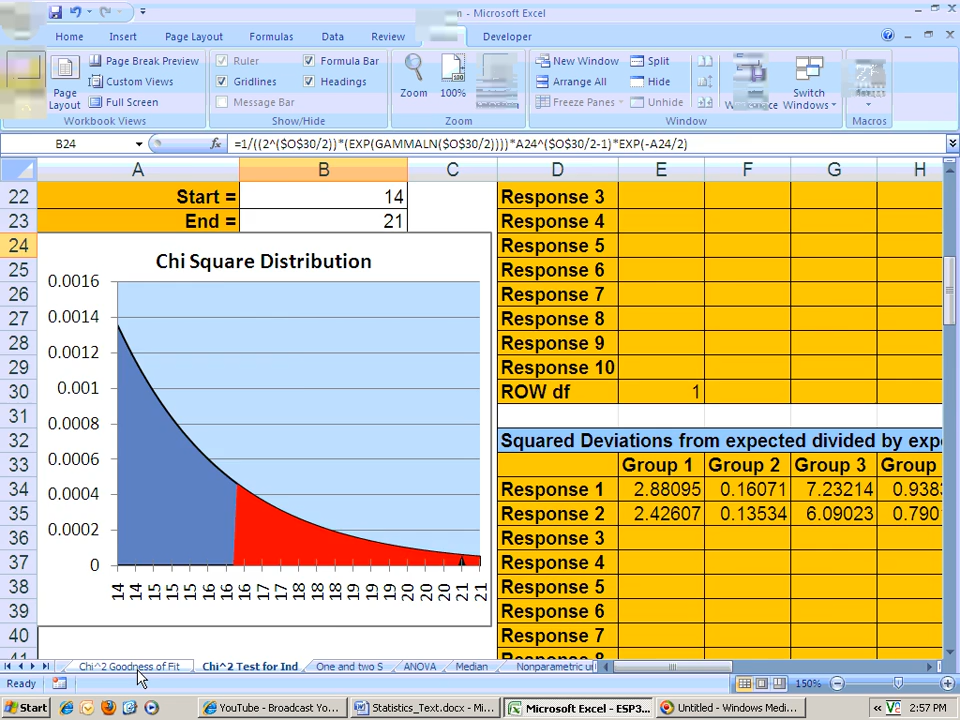 - Microsoft Excel
Home Insert Page Layout Formulas Data Review Developer
Page Layout
Page Break Preview
Custom Views
Full Screen
Workbook Views
Ruler Formula Bar
Gridlines Headings
Message Bar
Show/Hide
Zoom 100%
Zoom
New Window Split
Arrange All Hide
Freeze Panes Unhide
Switch Windows
Window
Macros
B24 fx =1/((2^($O$30/2))*(EXP(GAMMALN($O$30/2))))*A24^($O$30/2-1)*EXP(-A24/2)
A B C D E F G H
22 Start = 14 Response 3
23 End = 21 Response 4
24 Response 5
25 Response 6
26 Response 7
27 Response 8
28 Response 9
29 Response 10
30 ROW df 1
31
32 Squared Deviations from expected divided by exp
33 Group 1 Group 2 Group 3 Group
34 Response 1 2.88095 0.16071 7.23214 0.938
35 Response 2 2.42607 0.13534 6.09023 0.790
36 Response 3
37 Response 4
38 Response 5
39 Response 6
40 Response 7
41 Response 8
Chi Square Distribution
0.0016
0.0014
0.0012
0.001
0.0008
0.0006
0.0004
0.0002
0
14 14 15 15 16 16 16 17 17 18 18 18 19 19 20 20 20 21 21
Chi^2 Goodness of Fit Chi^2 Test for Ind One and two S ANOVA Median Nonparametric u
Ready 150%
Start YouTube - Broadcast Yo... Statistics_Text.docx - Mi... Microsoft Excel - ESP3... Untitled - Windows Medi... 2:57 PM